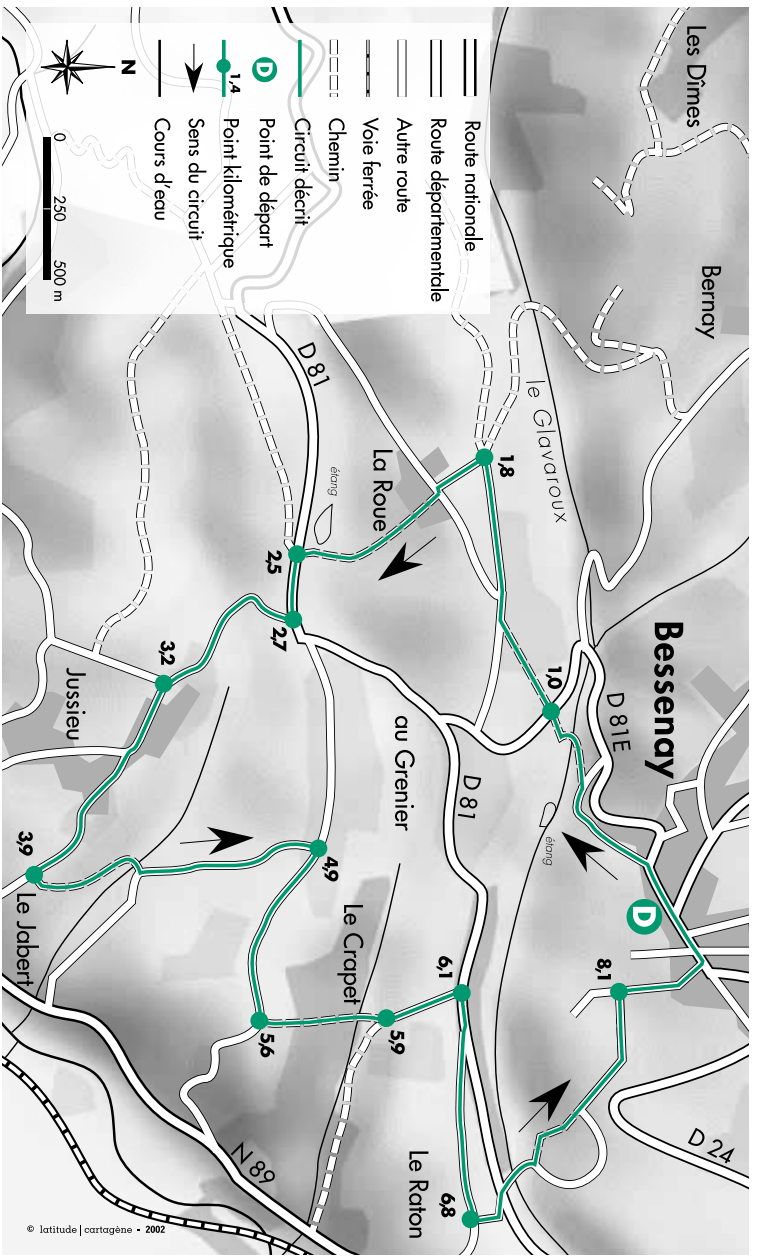 Les Dîmes
Bernay
le Glavaroux
Bessenay
D 81E
D 81
La Roue
étang
1,8
1,0
2,5
2,7
3,2
Jussieu
au Grenier
D 81
étang
D
8,1
3,9
Le Jabert
4,9
Le Crapet
6,1
5,9
5,6
N 89
Le Raton
6,8
D 24
Route nationale
Route départementale
Autre route
Voie ferrée
Chemin
Circuit décrit
D Point de départ
1,4 Point kilométrique
Sens du circuit
Cours d'eau
N
0 250 500 m
© latitude|cartagène - 2002